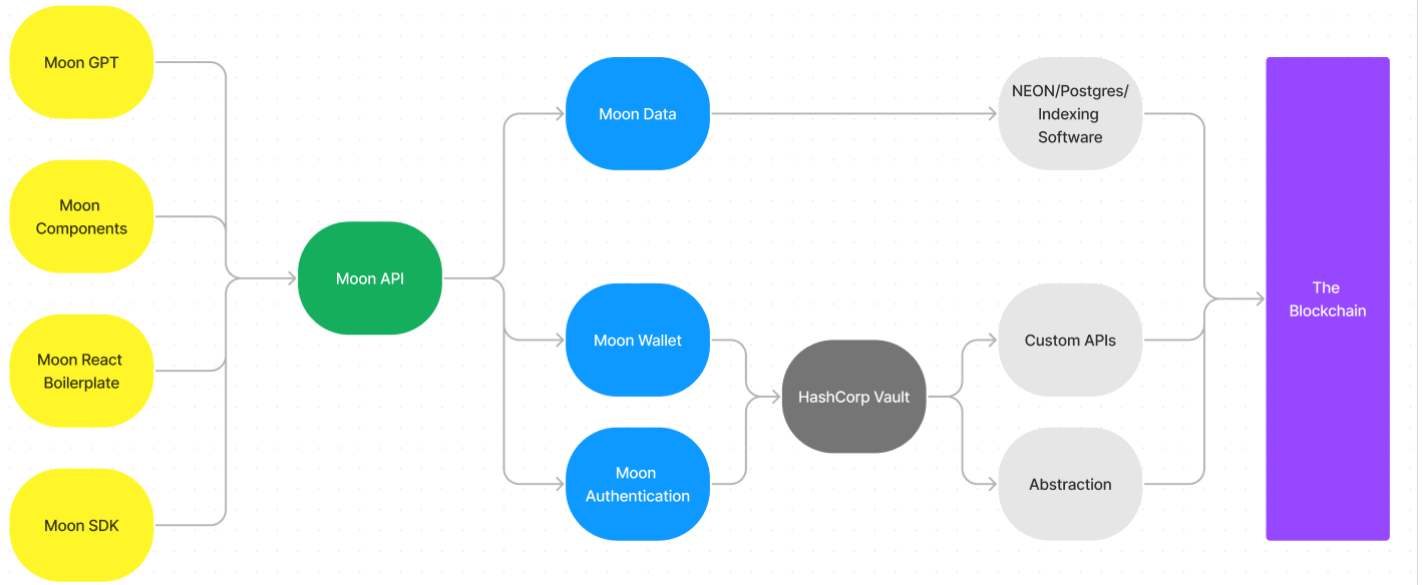 Moon GPT
Moon
Components
Moon React
Boilerplate
Moon SDK
Moon API
Moon Data
Moon Wallet
Moon
Authentication
HashCorp Vault
NEON/Postgres/
Indexing
Software
Custom APIs
Abstraction
The
Blockchain